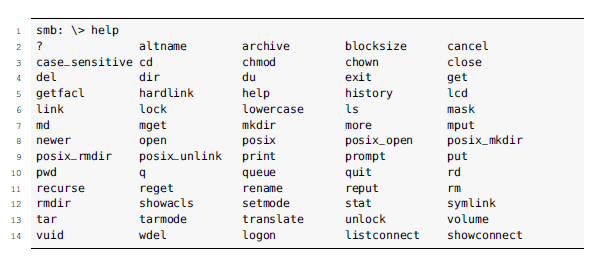 1 smb: \> help
2 ? altname archive blocksize cancel
3 case_sensitive cd chmod chown close
4 del dir du exit get
5 getfacl hardlink help history lcd
6 link lock lowercase ls mask
7 md mget mkdir more mput
8 newer open posix posix_open posix_mkdir
9 posix_rmdir posix_unlink print prompt put
10 pwd q queue quit rd
11 recurse reget rename reput rm
12 rmdir showacls setmode stat symlink
13 tar tarmode translate unlock volume
14 vuid wdel logon listconnect showconnect